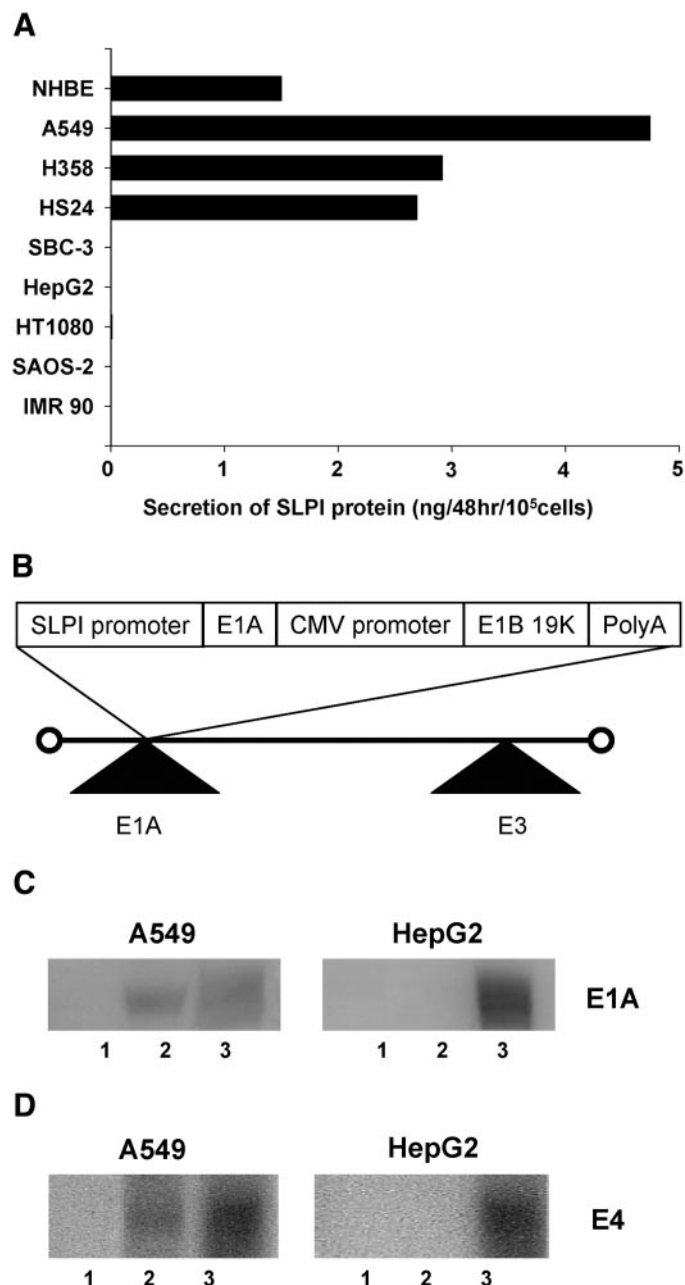 A
NHBE
A549
H358
HS24
SBC-3
HepG2
HT1080
SAOS-2
IMR 90
0 1 2 3 4 5
Secretion of SLPI protein (ng/48hr/10⁵cells)
B
SLPI promoter E1A CMV promoter E1B 19K PolyA
E1A E3
C
A549 HepG2
E1A
1 2 3 1 2 3
D
A549 HepG2
E4
1 2 3 1 2 3